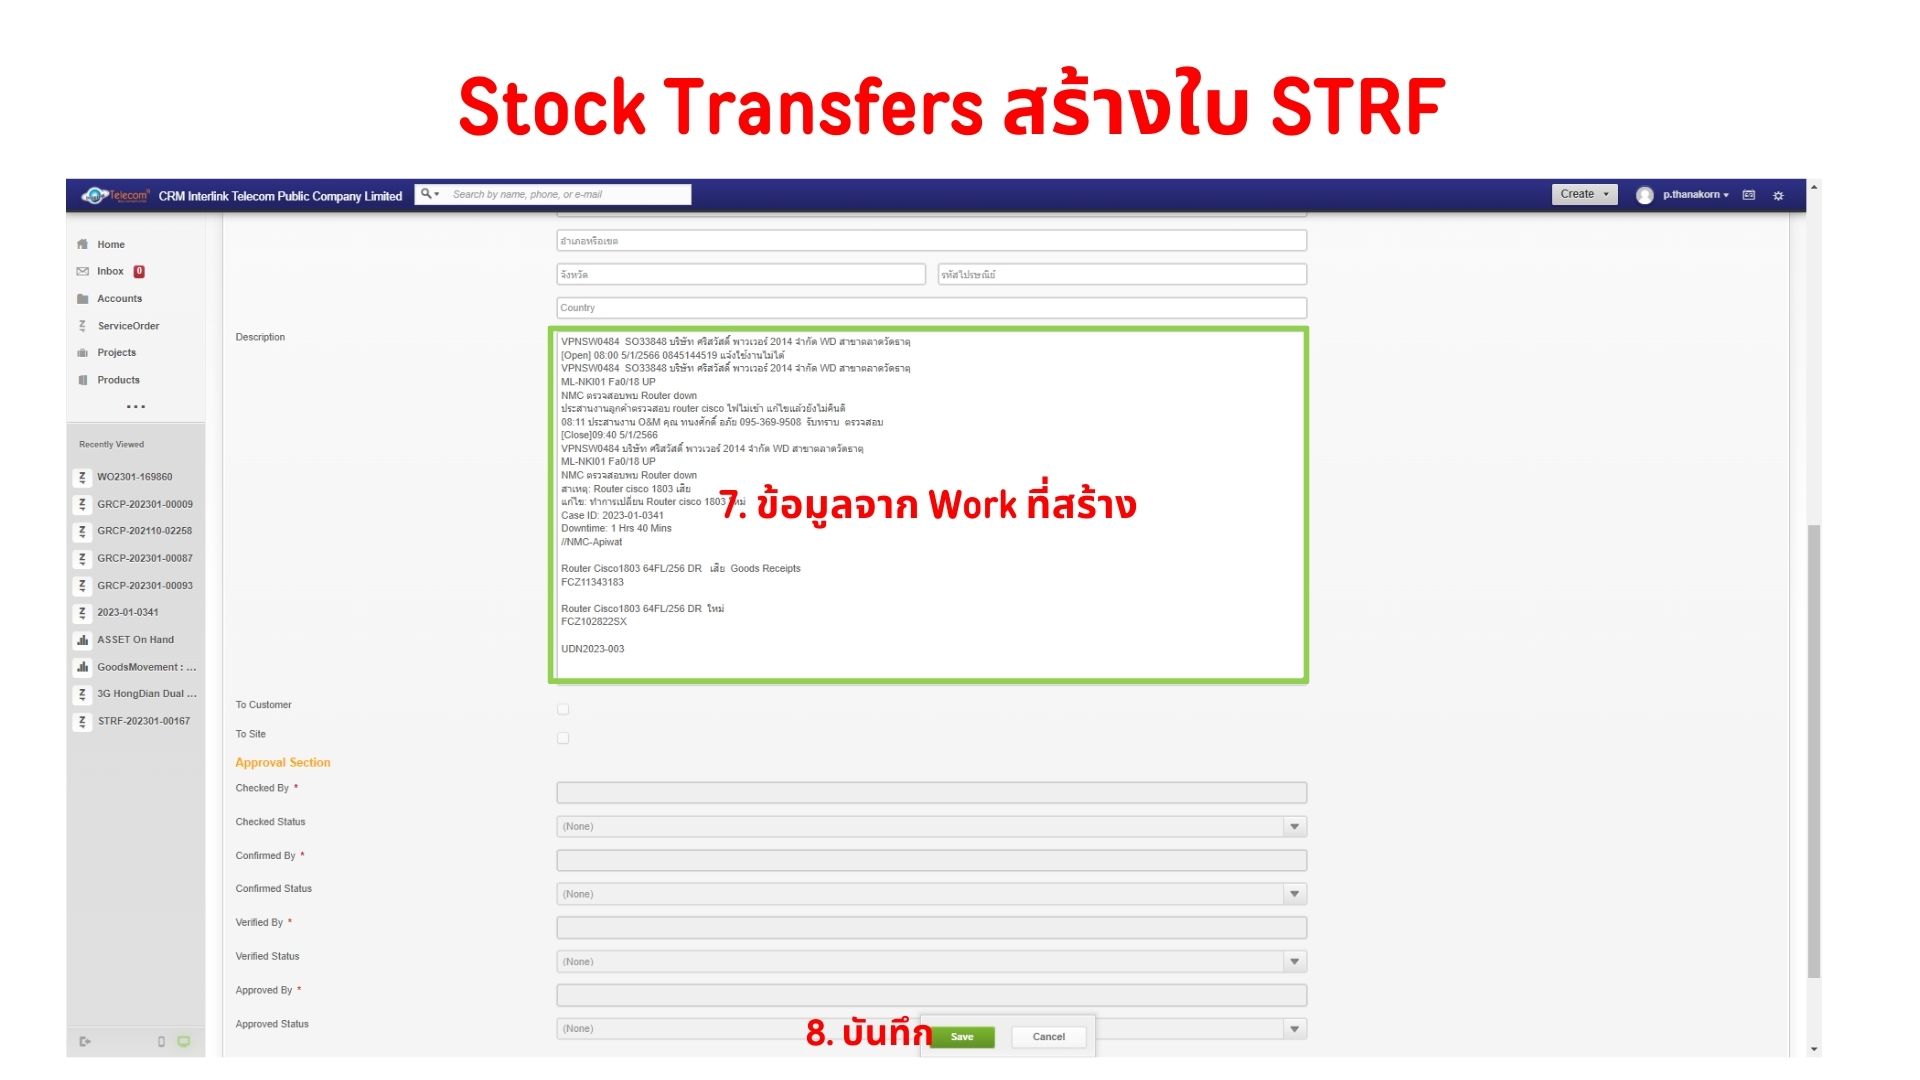 Stock Transfers สร้างใบ STRF
Telecom CRM Interlink Telecom Public Company Limited
Search by name, phone, or e-mail
Create
p.thanakorn
Home
Inbox 0
Accounts
ServiceOrder
Projects
Products
...
Recently Viewed
WO2301-169860
GRCP-202301-00009
GRCP-202110-02258
GRCP-202301-00087
GRCP-202301-00093
2023-01-0341
ASSET On Hand
GoodsMovement : ...
3G HongDian Dual ...
STRF-202301-00167
อำเภอหรือเขต
จังหวัด
รหัสไปรษณีย์
Country
Description
VPNSW0484 SO33848 บริษัท ศรีสวัสดิ์ พาวเวอร์ 2014 จำกัด WD สาขาตลาดวัดธาตุ
[Open] 08:00 5/1/2566 0845144519 แจ้งใช้งานไม่ได้
VPNSW0484 SO33848 บริษัท ศรีสวัสดิ์ พาวเวอร์ 2014 จำกัด WD สาขาตลาดวัดธาตุ
ML-NKI01 Fa0/18 UP
NMC ตรวจสอบพบ Router down
ประสานงานลูกค้าตรวจสอบ router cisco ไฟไม่เข้า แก้ไขแล้วยังไม่คืนดี
08:11 ประสานงาน O&M คุณ ทนงศักดิ์ อภัย 095-369-9508 รับทราบ ตรวจสอบ
[Close]09:40 5/1/2566
VPNSW0484 บริษัท ศรีสวัสดิ์ พาวเวอร์ 2014 จำกัด WD สาขาตลาดวัดธาตุ
ML-NKI01 Fa0/18 UP
NMC ตรวจสอบพบ Router down
สาเหตุ: Router cisco 1803 เสีย
แก้ไข: ทำการเปลี่ยน Router cisco 1803 ใหม่
7. ข้อมูลจาก Work ที่สร้าง
Case ID: 2023-01-0341
Downtime: 1 Hrs 40 Mins
//NMC-Apiwat
Router Cisco1803 64FL/256 DR เสีย Goods Receipts
FCZ11343183
Router Cisco1803 64FL/256 DR ใหม่
FCZ102822SX
UDN2023-003
To Customer
To Site
Approval Section
Checked By *
Checked Status
(None)
Confirmed By *
Confirmed Status
(None)
Verified By *
Verified Status
(None)
Approved By *
Approved Status
(None)
8. บันทึก
Save
Cancel